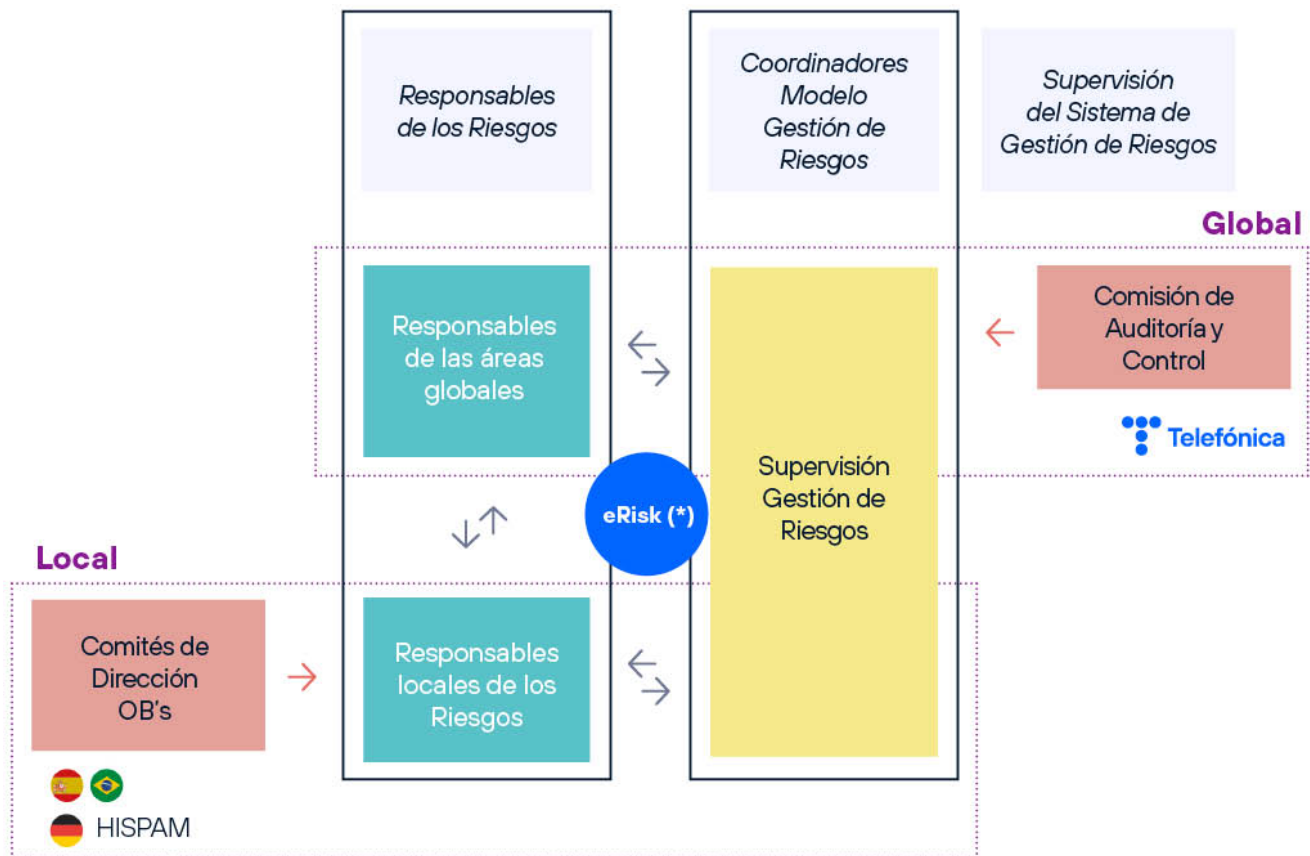 Responsables
de los Riesgos
Coordinadores
Modelo
Gestión de
Riesgos
Supervisión
del Sistema de
Gestión de Riesgos
Global
Responsables
de las áreas
globales
Supervisión
Gestión de
Riesgos
Comisión de
Auditoría y
Control
Telefónica
eRisk (*)
Local
Comités de
Dirección
OB's
Responsables
locales de los
Riesgos
HISPAM